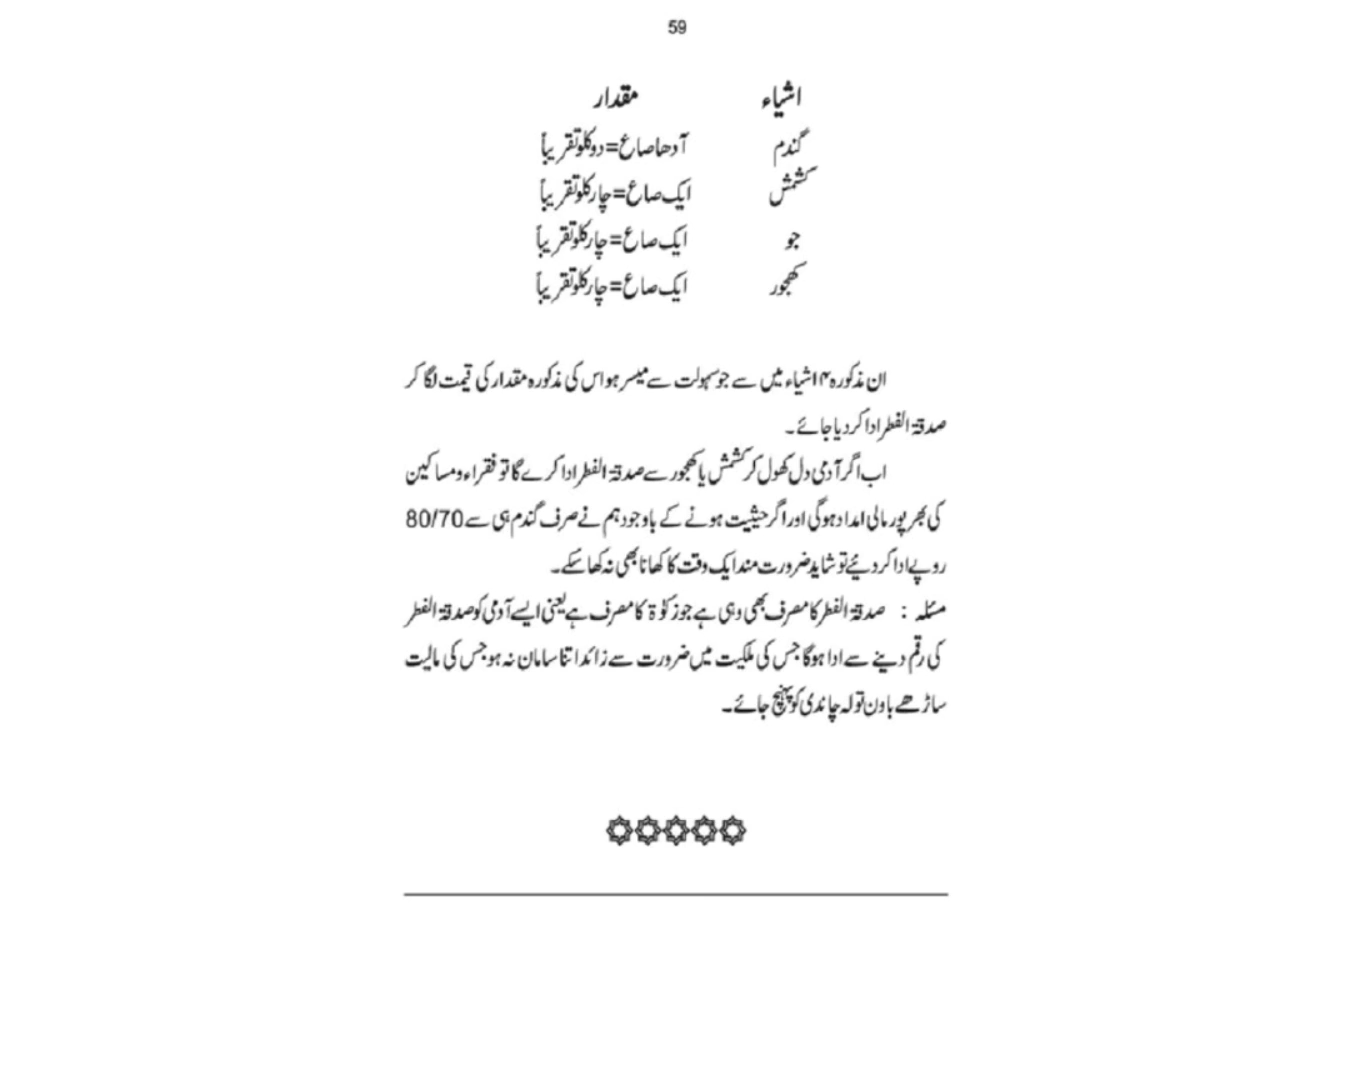 59
اشیاء مقدار
گندم آدھا صاع = دو کلو تقریباً
کشمش ایک صاع = چار کلو تقریباً
جو ایک صاع = چار کلو تقریباً
کھجور ایک صاع = چار کلو تقریباً
ان مذکورہ ۴ اشیاء میں سے جو سہولت سے میسر ہو اس کی مذکورہ مقدار کی قیمت لگا کر
صدقۃ الفطر ادا کر دیا جائے۔
اب اگر آدمی دل کھول کر کشمش یا کھجور سے صدقۃ الفطر ادا کرے گا تو فقراء و مساکین
کی بھرپور مالی امداد ہوگی اور اگر حیثیت ہونے کے باوجود ہم نے صرف گندم ہی سے 80/70
روپے ادا کردئیے تو شاید ضرورت مند ایک وقت کا کھانا بھی نہ کھا سکے۔
مسئلہ : صدقۃ الفطر کا مصرف بھی وہی ہے جو زکوٰۃ کا مصرف ہے یعنی ایسے آدمی کو صدقۃ الفطر
کی رقم دینے سے ادا ہوگا جس کی ملکیت میں ضرورت سے زائد اتنا سامان نہ ہو جس کی مالیت
ساڑھے باون تولہ چاندی کو پہنچ جائے۔